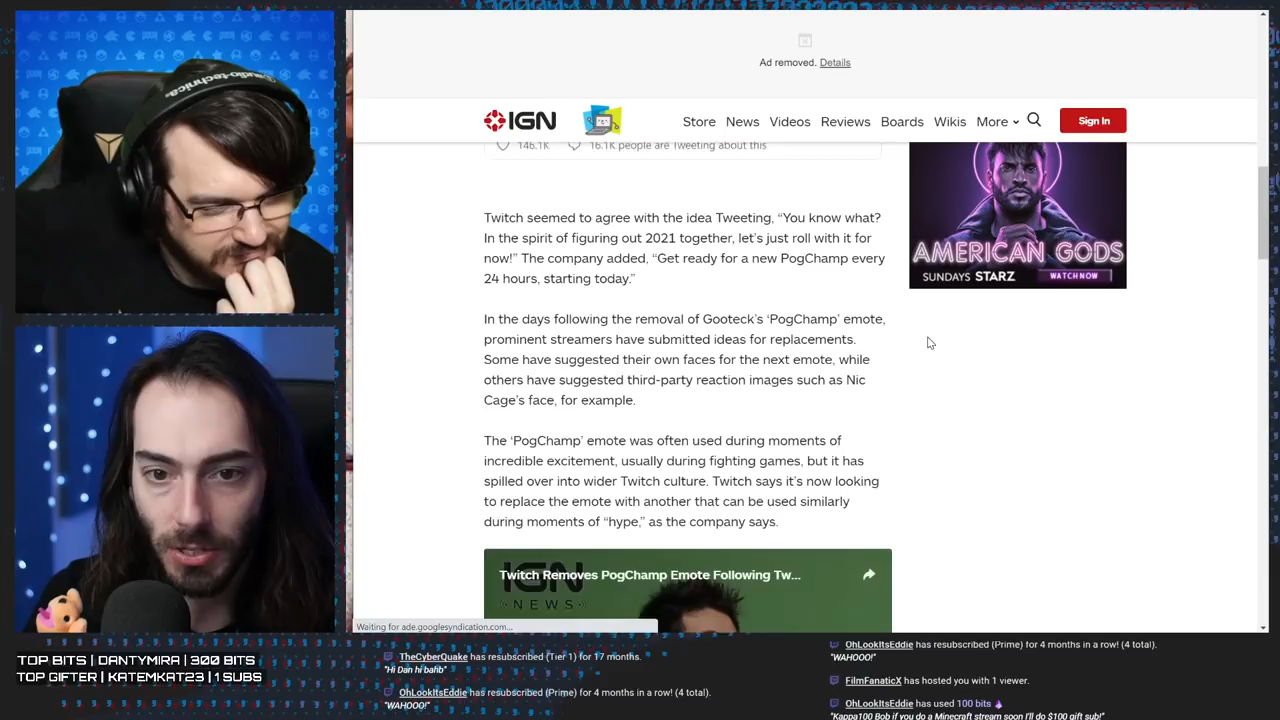 audio-technica
Ad removed. Details
IGN
Store News Videos Reviews Boards Wikis More
Sign In
146.1K 16.1K people are Tweeting about this
Twitch seemed to agree with the idea Tweeting, “You know what?
In the spirit of figuring out 2021 together, let’s just roll with it for
now!” The company added, “Get ready for a new PogChamp every
24 hours, starting today.”
AMERICAN GODS
SUNDAYS STARZ WATCH NOW
In the days following the removal of Gooteck’s ‘PogChamp’ emote,
prominent streamers have submitted ideas for replacements.
Some have suggested their own faces for the next emote, while
others have suggested third-party reaction images such as Nic
Cage’s face, for example.
The ‘PogChamp’ emote was often used during moments of
incredible excitement, usually during fighting games, but it has
spilled over into wider Twitch culture. Twitch says it’s now looking
to replace the emote with another that can be used similarly
during moments of “hype,” as the company says.
Twitch Removes PogChamp Emote Following Tw...
IGN
NEWS
Waiting for ade.googlesyndication.com...
TOP BITS | DANTYMIRA | 300 BITS
TOP GIFTER | KATEMKAT23 | 1 SUBS
TheCyberQuake has resubscribed (Tier 1) for 17 months.
"Hi Dan hi bafib"
OhLookItsEddie has resubscribed (Prime) for 4 months in a row! (4 total).
"WAHOOO!"
OhLookItsEddie has resubscribed (Prime) for 4 months in a row! (4 total).
"WAHOOO!"
FilmFanaticX has hosted you with 1 viewer.
OhLookItsEddie has used 100 bits
"Kappa100 Bob if you do a Minecraft stream soon I'll do $100 gift sub!"